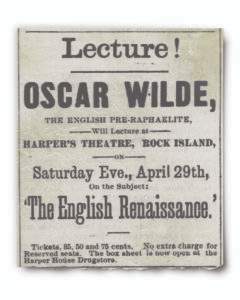 Lecture!
OSCAR WILDE,
THE ENGLISH PRE-RAPHAELITE,
Will Lecture at
HARPER'S THEATRE, ROCK ISLAND,
ON
Saturday Eve., April 29th,
On the Subject:
'The English Renaissance.'
Tickets, 35, 50 and 75 cents. No extra charge for
Reserved seats. The box sheet is now open at the
Harper House Drugstore.